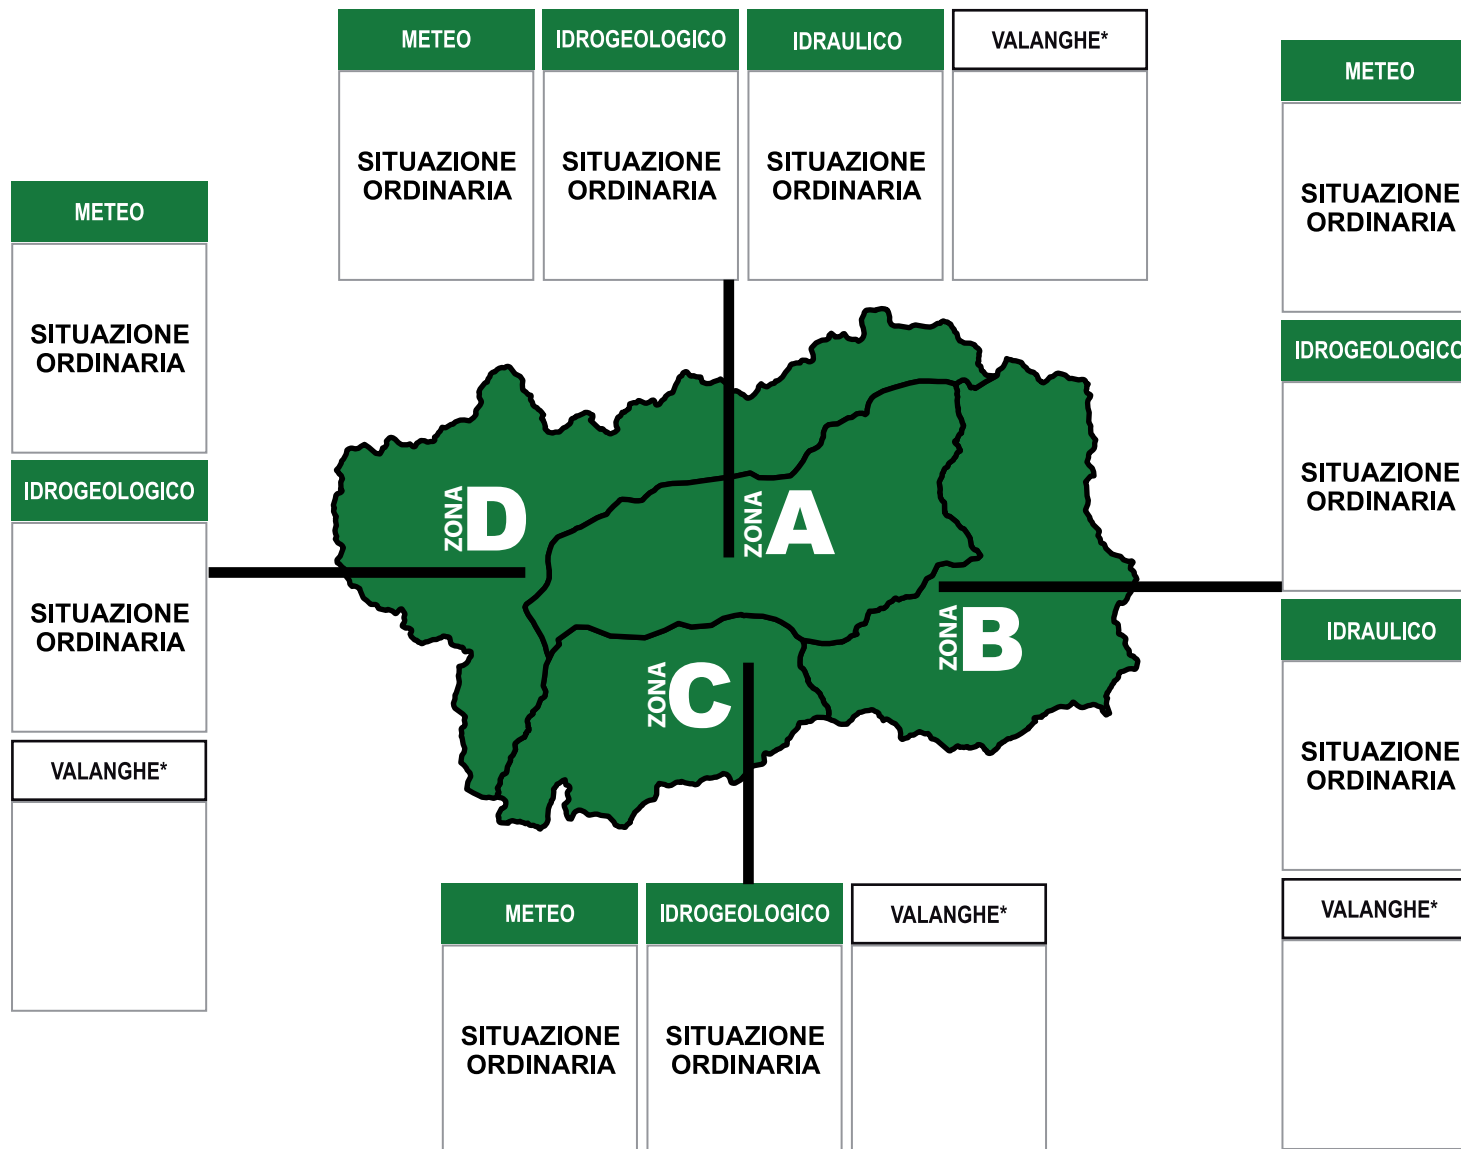 METEO
IDROGEOLOGICO
IDRAULICO
VALANGHE*
SITUAZIONE
ORDINARIA
SITUAZIONE
ORDINARIA
SITUAZIONE
ORDINARIA
METEO
SITUAZIONE
ORDINARIA
IDROGEOLOGICO
SITUAZIONE
ORDINARIA
VALANGHE*
ZONA D
ZONA A
ZONA B
ZONA C
METEO
SITUAZIONE
ORDINARIA
IDROGEOLOGICO
SITUAZIONE
ORDINARIA
IDRAULICO
SITUAZIONE
ORDINARIA
VALANGHE*
METEO
IDROGEOLOGICO
VALANGHE*
SITUAZIONE
ORDINARIA
SITUAZIONE
ORDINARIA